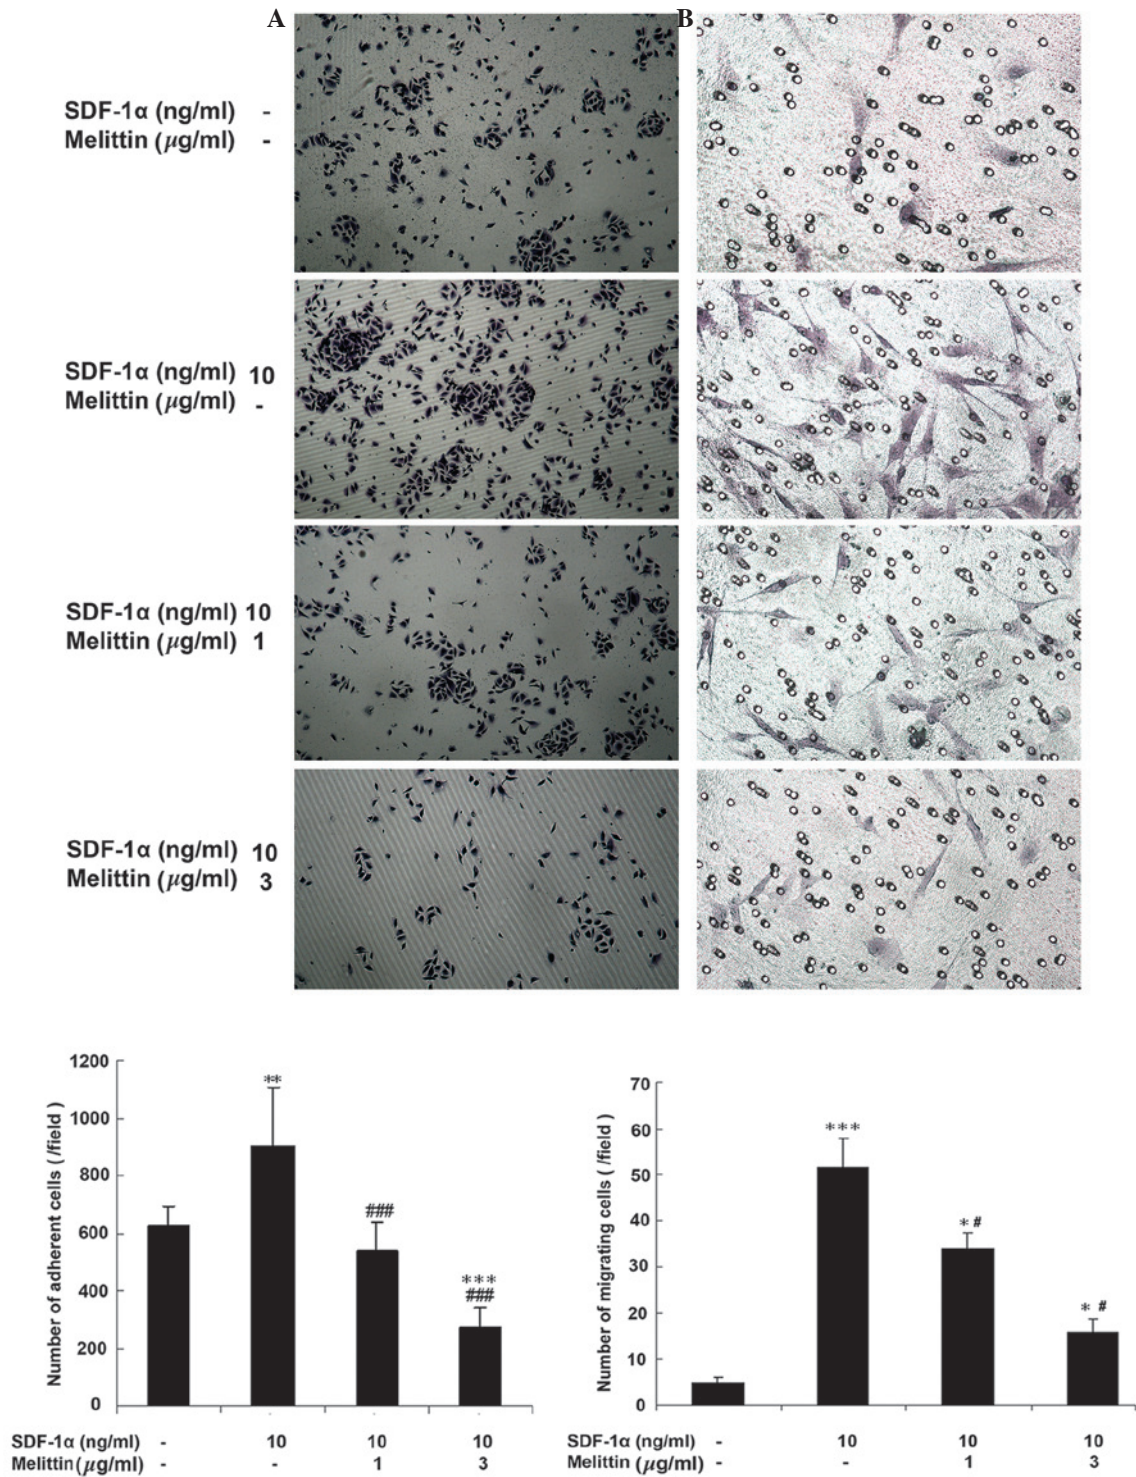 A B
SDF-1α (ng/ml) -
Melittin (μg/ml) -
SDF-1α (ng/ml) 10
Melittin (μg/ml) -
SDF-1α (ng/ml) 10
Melittin (μg/ml) 1
SDF-1α (ng/ml) 10
Melittin (μg/ml) 3
Number of adherent cells ( /field )
1200
1000
800
600
400
200
0
**
###
***
###
SDF-1α (ng/ml) - 10 10 10
Melittin (μg/ml) - - 1 3
Number of migrating cells ( /field )
70
60
50
40
30
20
10
0
***
* #
* #
SDF-1α (ng/ml) - 10 10 10
Melittin (μg/ml) - - 1 3